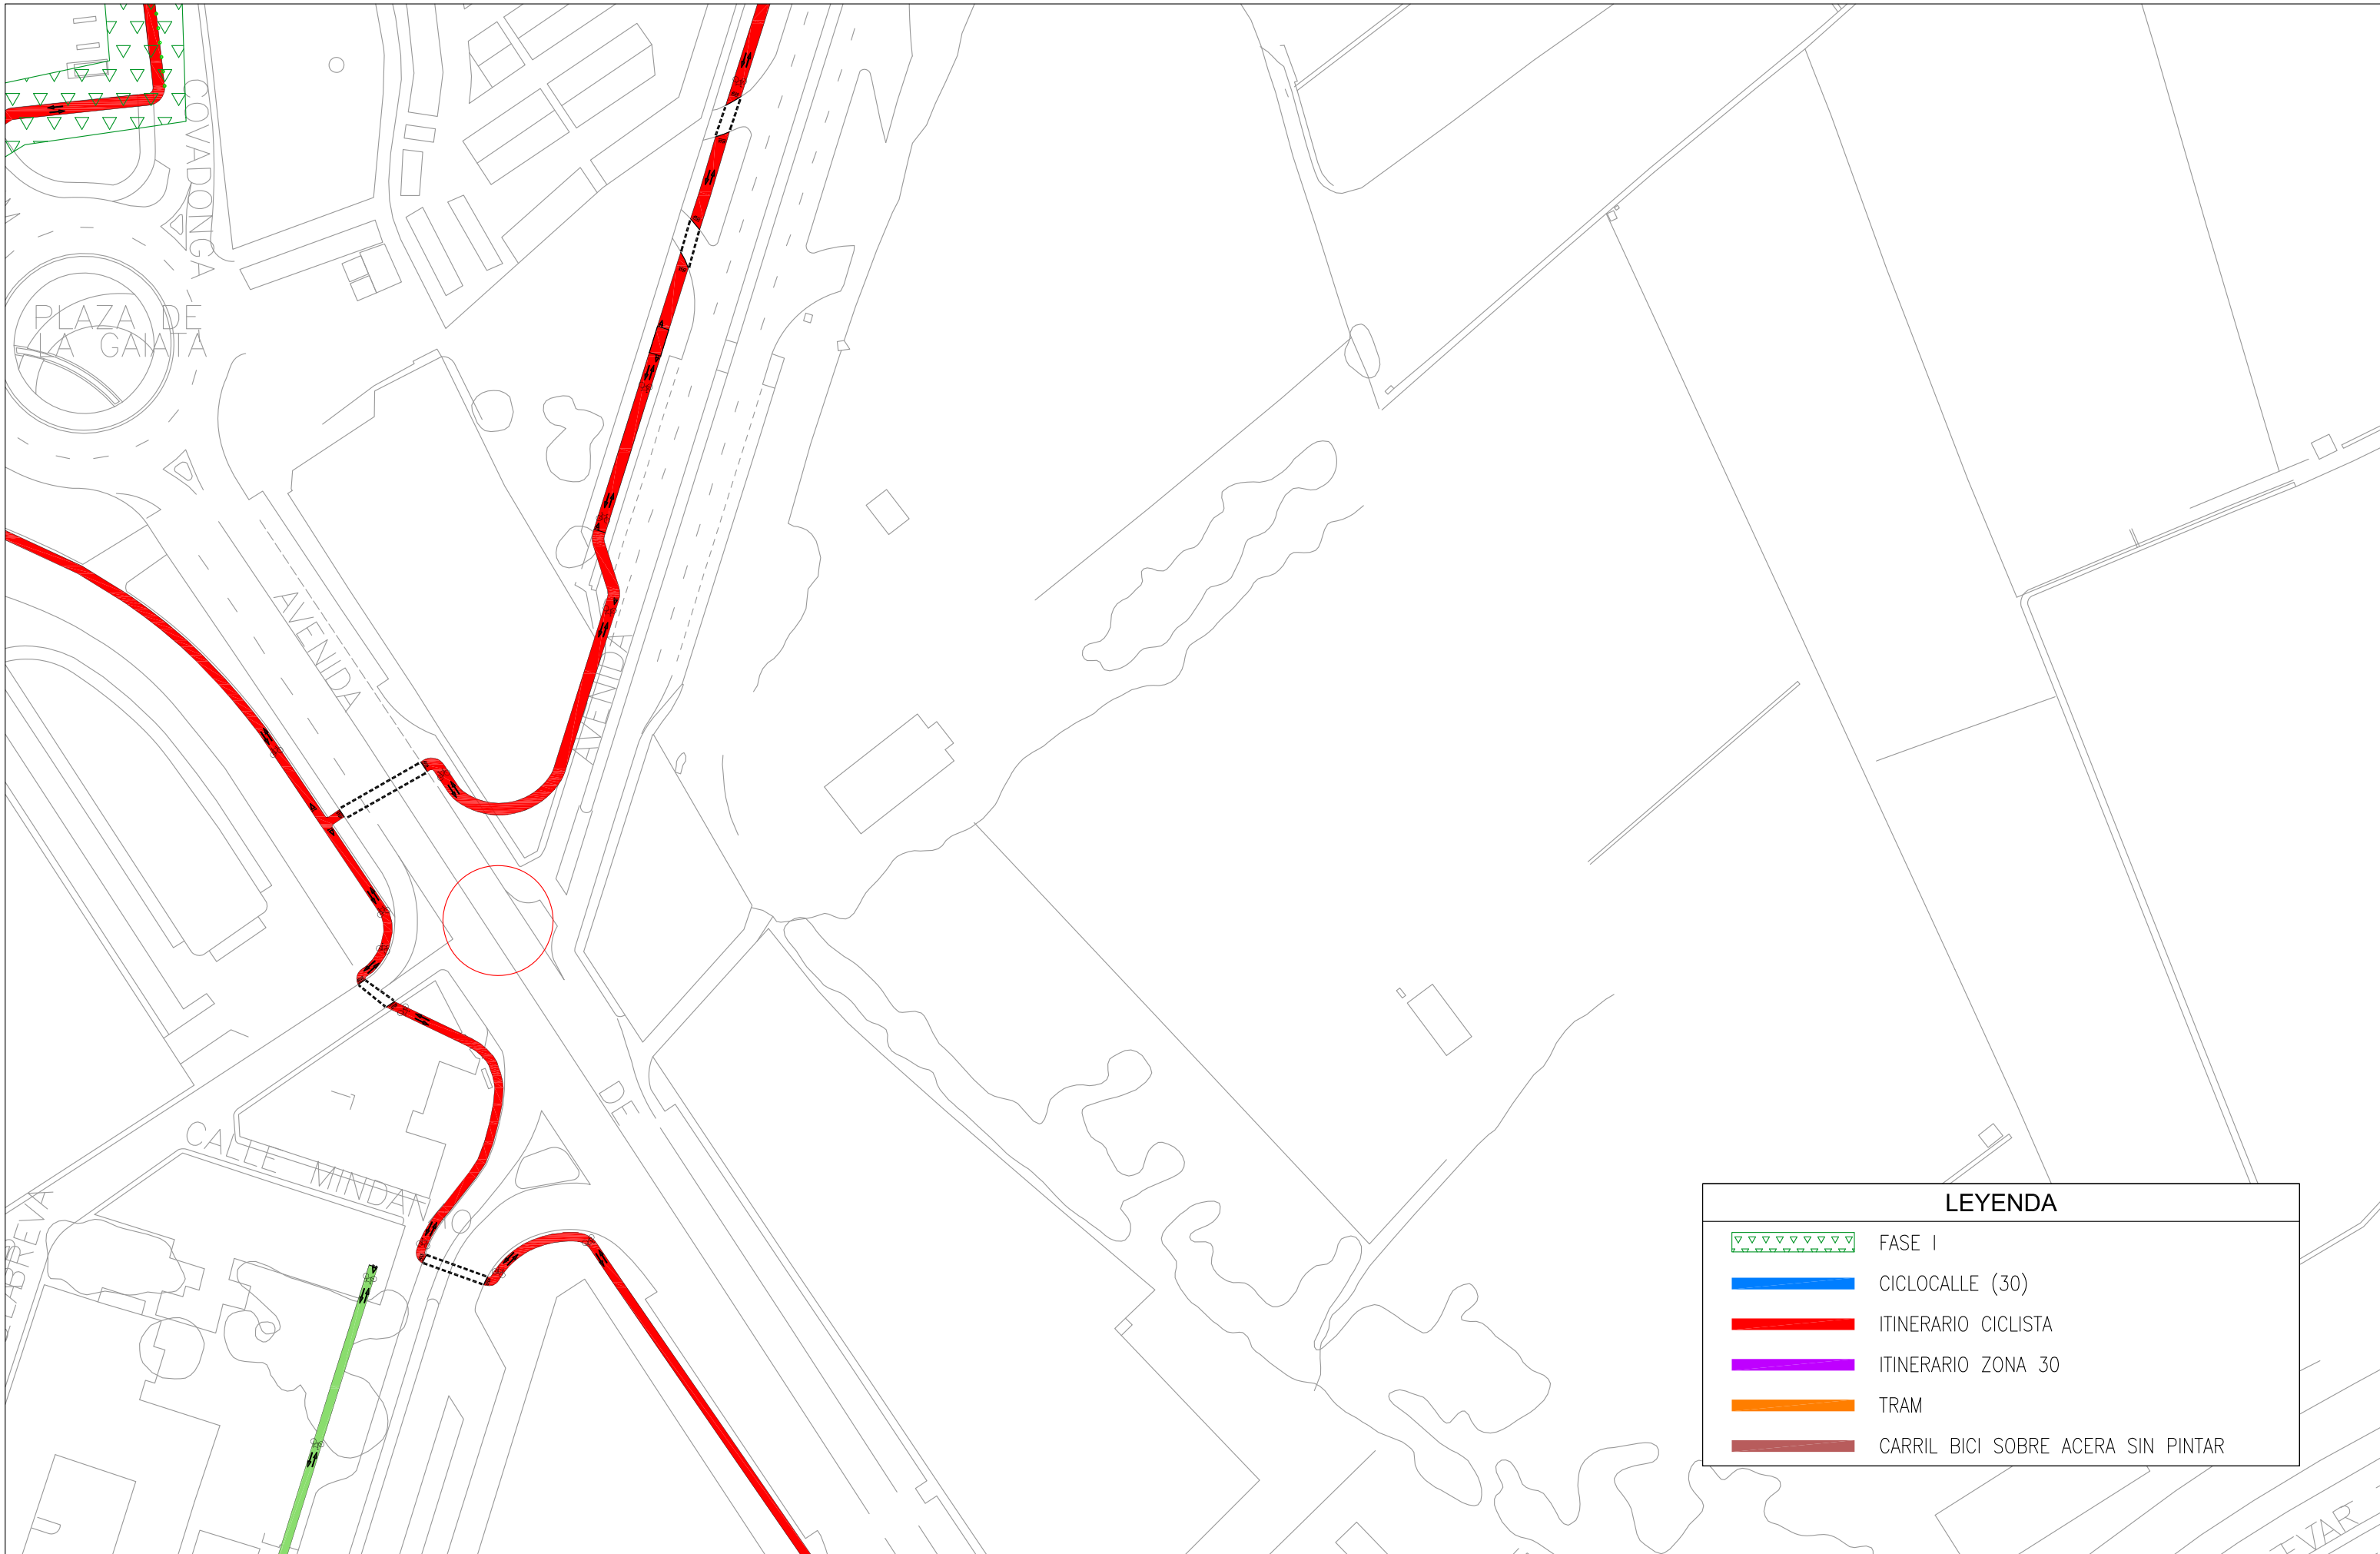 COVADONGA
PLAZA DE
LA GAIATA
AVENIDA
AVENIDA
DE
CALLE MINDANAO
LEYENDA
FASE I
CICLOCALLE (30)
ITINERARIO CICLISTA
ITINERARIO ZONA 30
TRAM
CARRIL BICI SOBRE ACERA SIN PINTAR